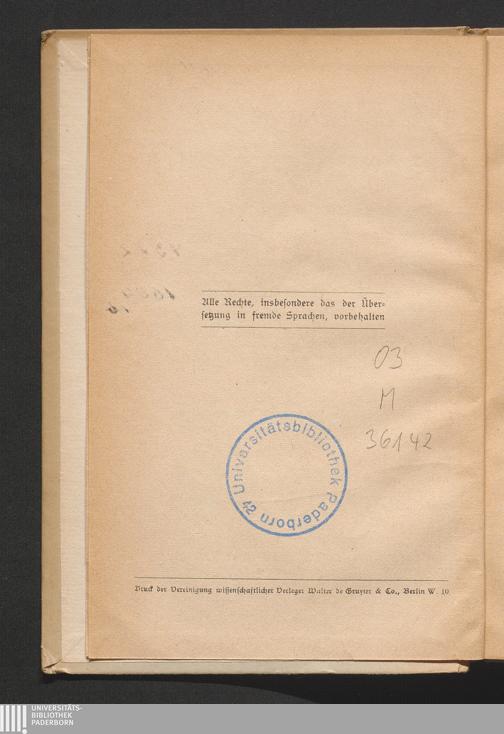 Alle Rechte, insbesondere das der Über-
setzung in fremde Sprachen, vorbehalten
03
M
36142
Universitätsbibliothek Paderborn
Druck der Vereinigung wissenschaftlicher Verleger Walter de Gruyter & Co., Berlin W. 10
UNIVERSITÄTS-
BIBLIOTHEK
PADERBORN